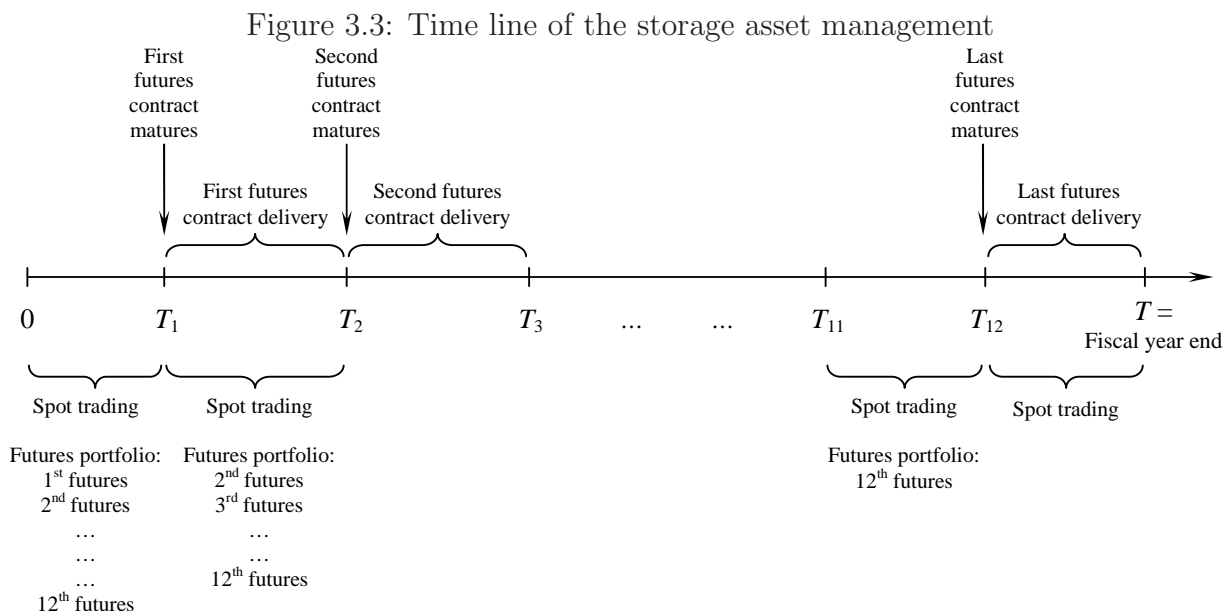 Figure 3.3: Time line of the storage asset management
First
futures
contract
matures
Second
futures
contract
matures
Last
futures
contract
matures
First futures
contract delivery
Second futures
contract delivery
Last futures
contract delivery
0
T1
T2
T3
...
...
T11
T12
T =
Fiscal year end
Spot trading
Spot trading
Spot trading
Spot trading
Futures portfolio:
1st futures
2nd futures
…
…
…
12th futures
Futures portfolio:
2nd futures
3rd futures
…
…
12th futures
Futures portfolio:
12th futures